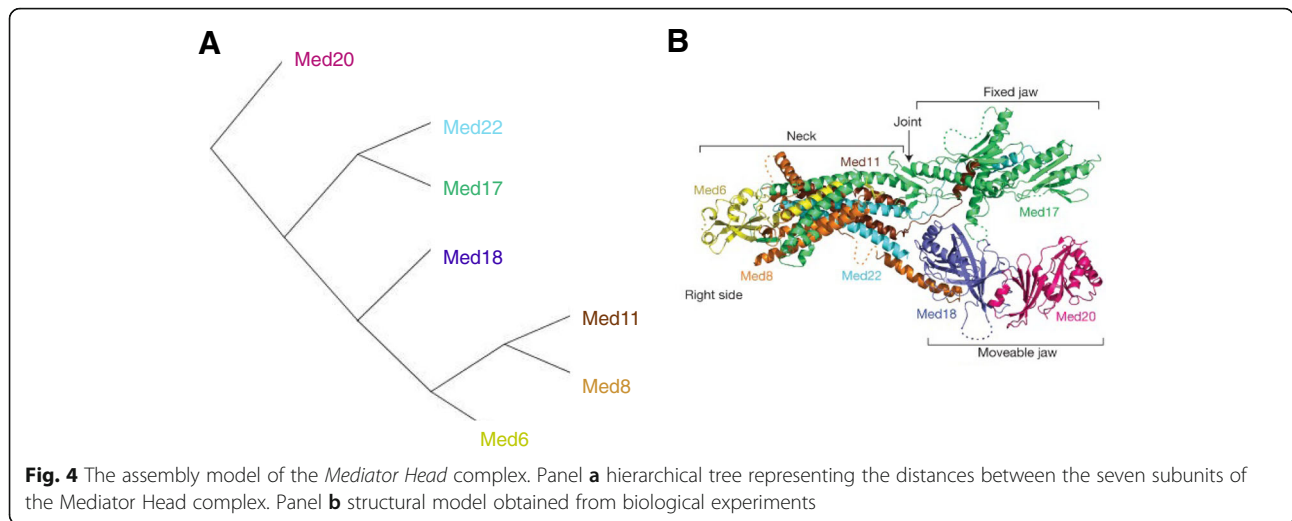 A
Med20
Med22
Med17
Med18
Med11
Med8
Med6
B
Fixed jaw
Joint
Neck
Med11
Med6
Med17
Med8
Med22
Right side
Med18
Med20
Moveable jaw
Fig. 4 The assembly model of the Mediator Head complex. Panel a hierarchical tree representing the distances between the seven subunits of
the Mediator Head complex. Panel b structural model obtained from biological experiments